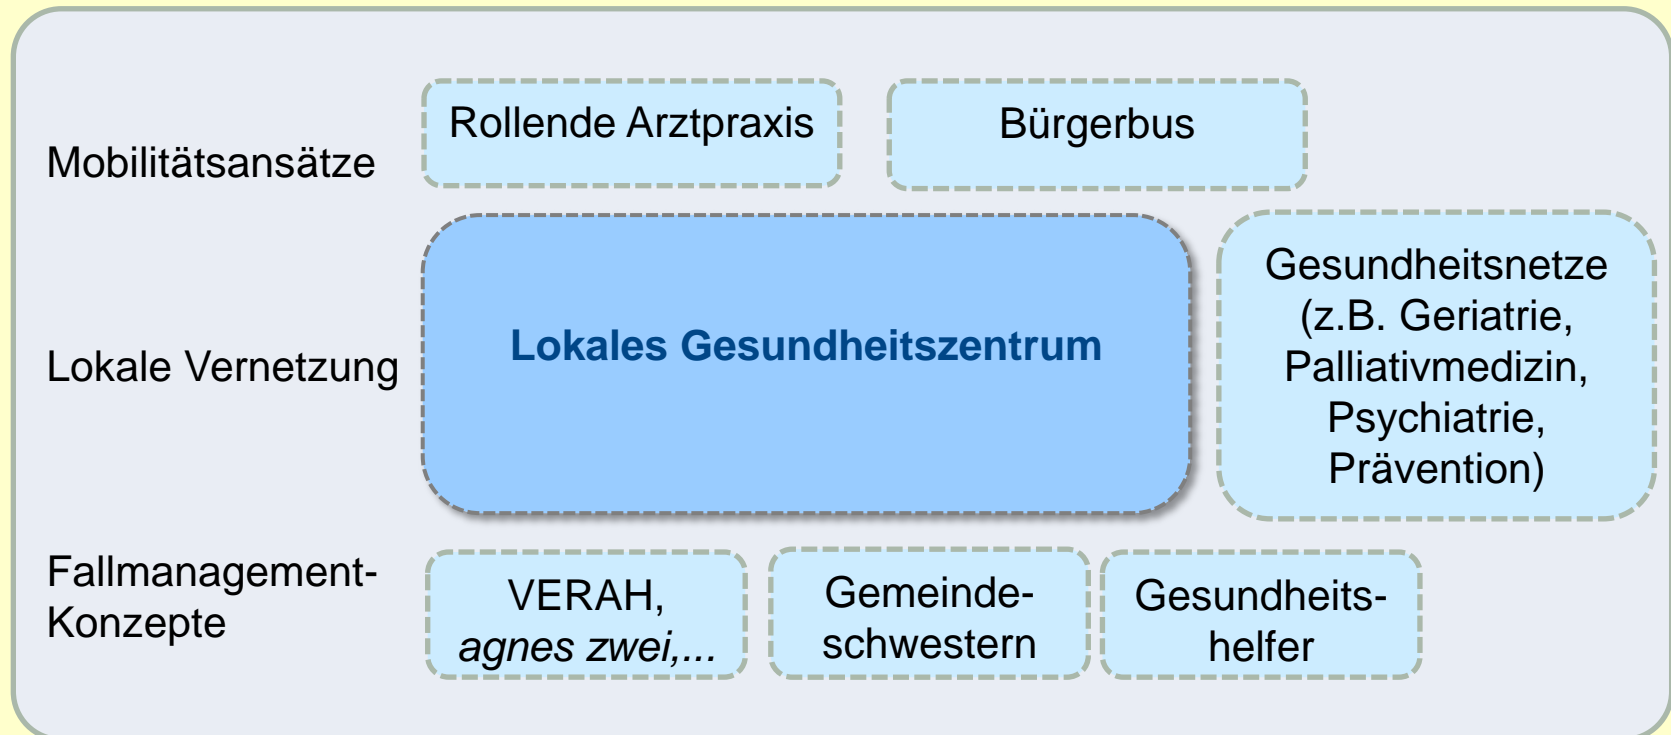 Mobilitätsansätze
Rollende Arztpraxis
Bürgerbus
Lokale Vernetzung
Lokales Gesundheitszentrum
Gesundheitsnetze
(z.B. Geriatrie,
Palliativmedizin,
Psychiatrie,
Prävention)
Fallmanagement-
Konzepte
VERAH,
agnes zwei,...
Gemeinde-
schwestern
Gesundheits-
helfer